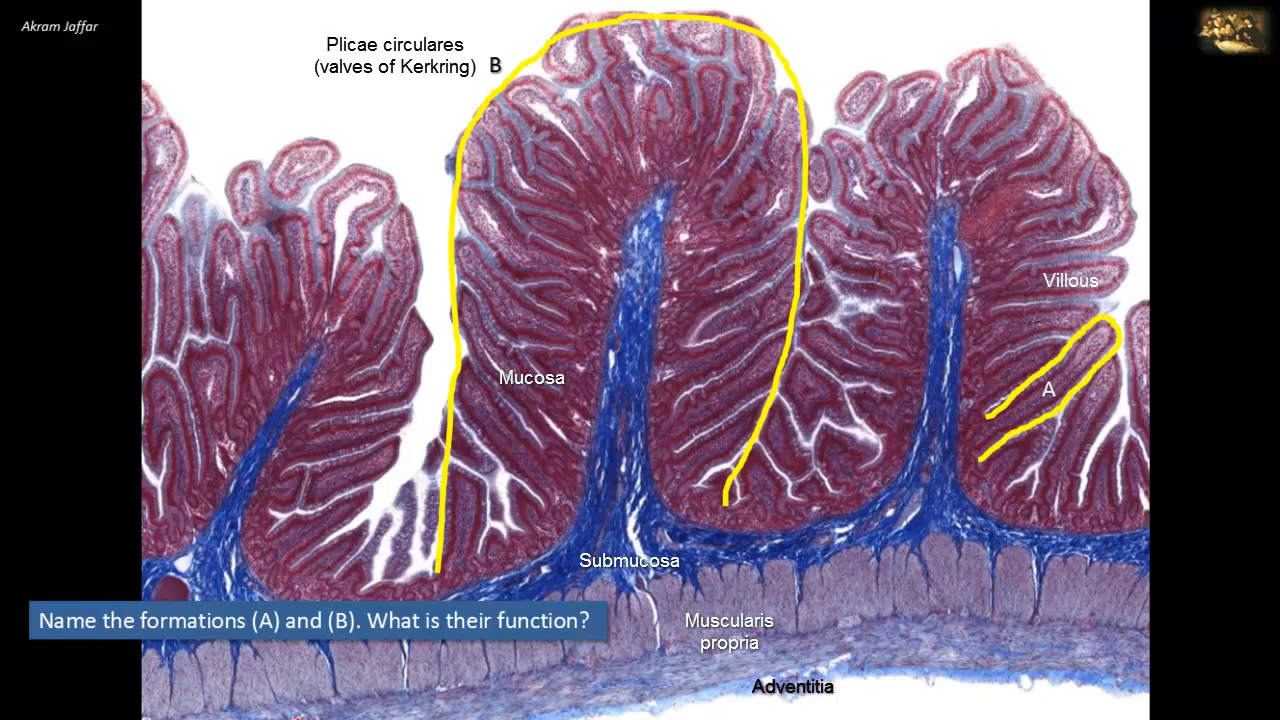 Akram Jaffar
Plicae circulares
(valves of Kerkring) B
Villous
Mucosa
A
Submucosa
Name the formations (A) and (B). What is their function?
Muscularis
propria
Adventitia